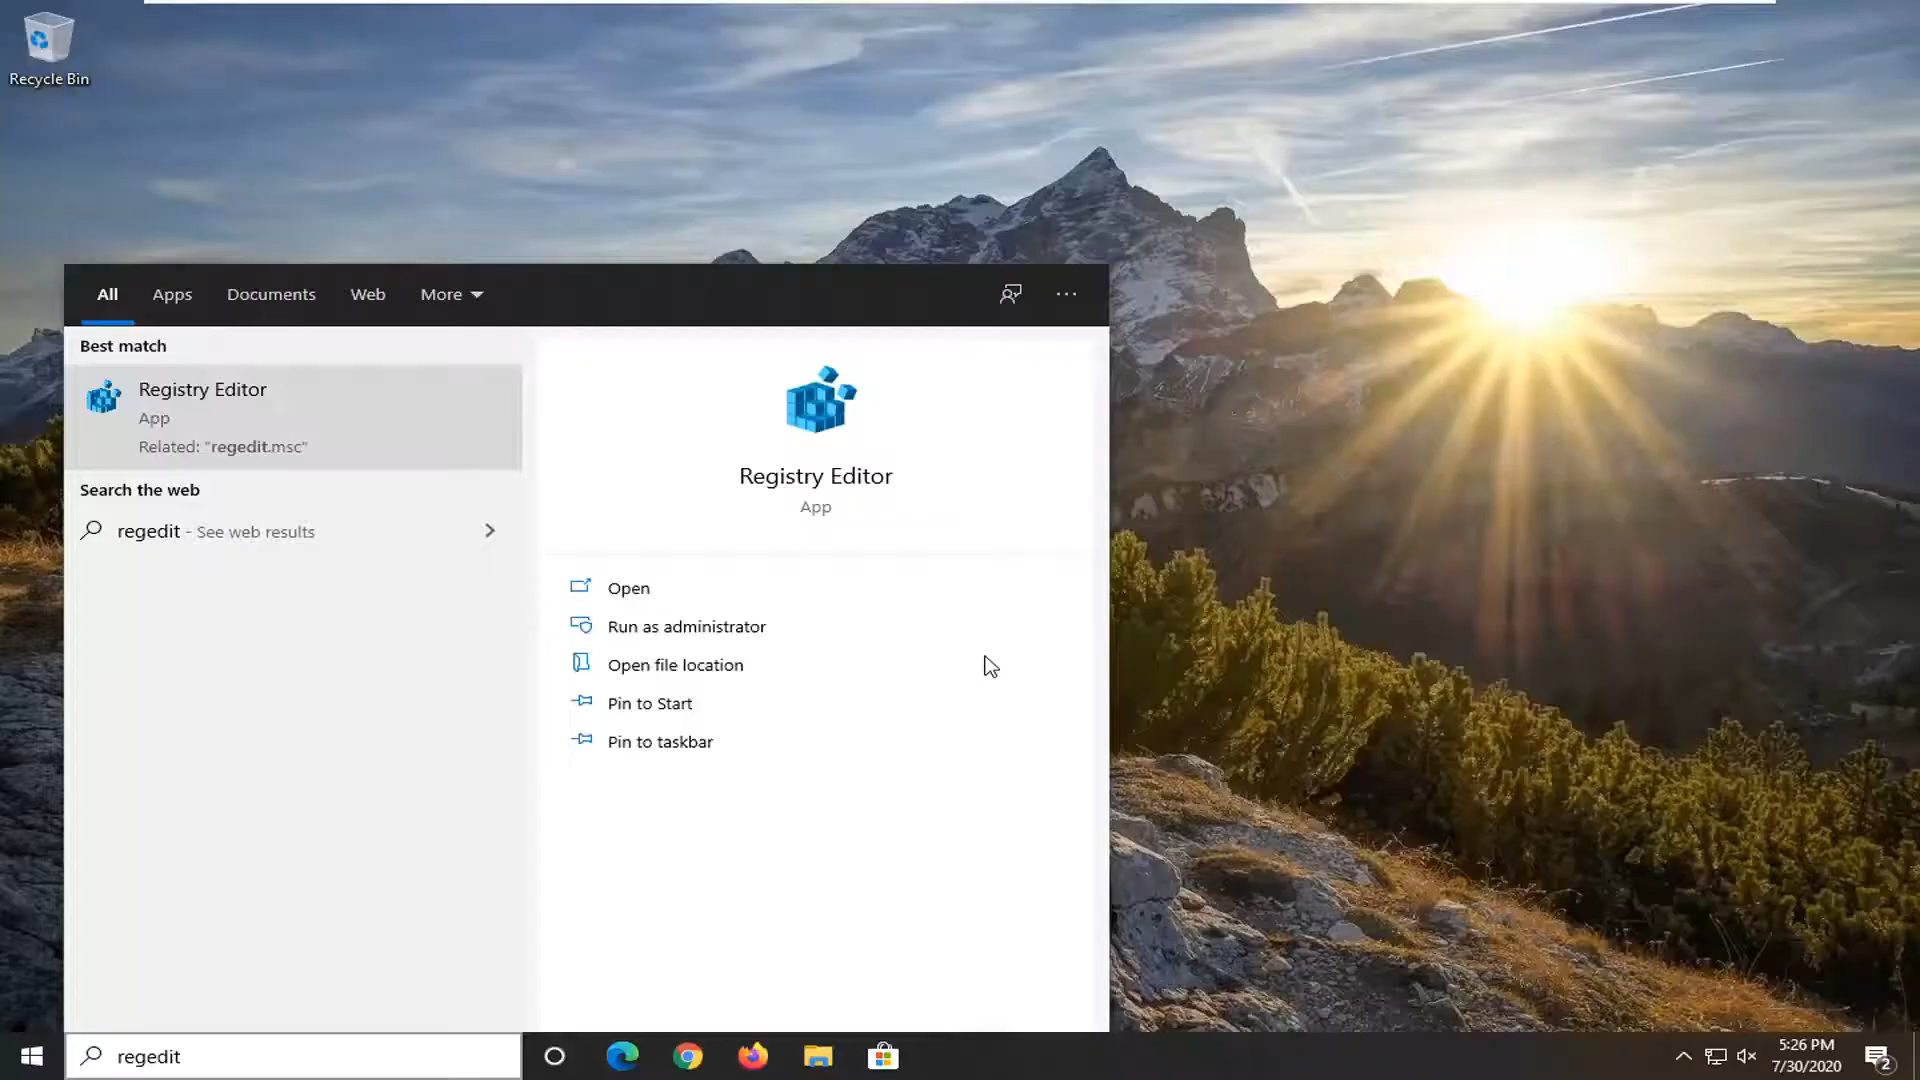 Recycle Bin
All Apps Documents Web More
Best match
Registry Editor
App
Related: "regedit.msc"
Search the web
regedit - See web results
Registry Editor
App
Open
Run as administrator
Open file location
Pin to Start
Pin to taskbar
regedit
5:26 PM
7/30/2020
2